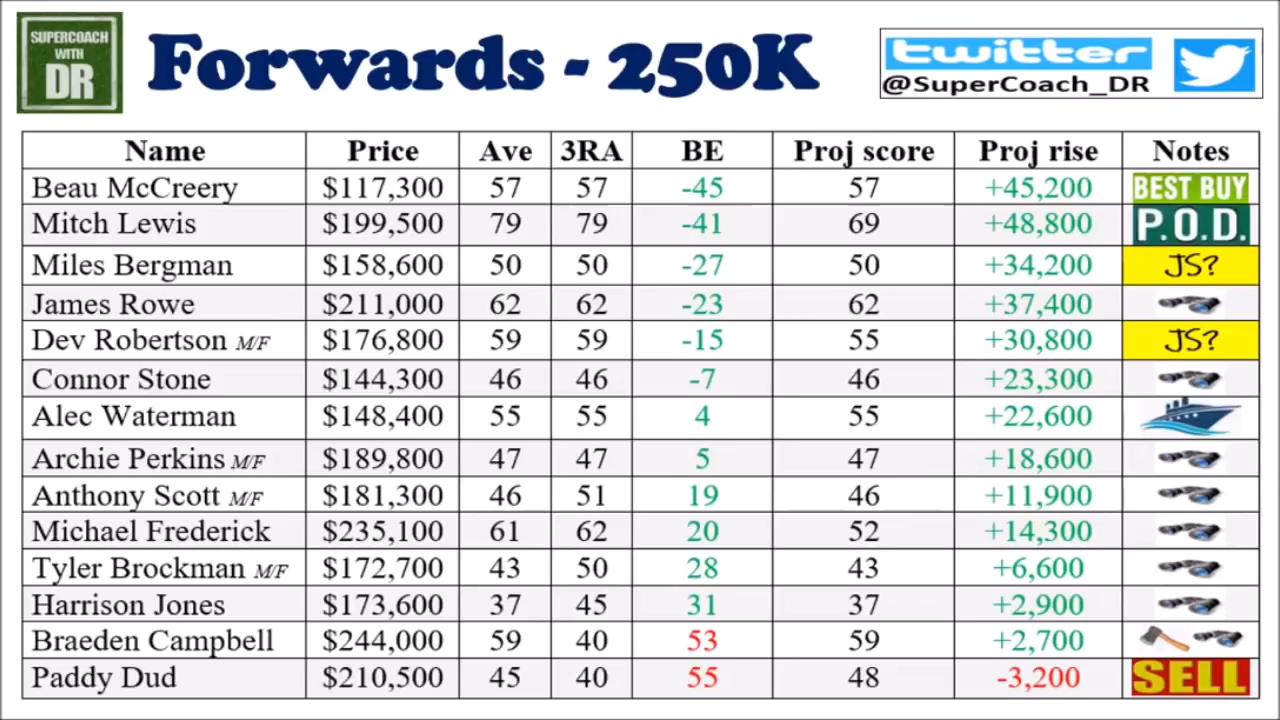 SUPERCOACH
WITH
DR
Forwards - 250K
twitter
@SuperCoach_DR
Name Price Ave 3RA BE Proj score Proj rise Notes
Beau McCreery $117,300 57 57 -45 57 +45,200 BEST BUY
Mitch Lewis $199,500 79 79 -41 69 +48,800 P.O.D.
Miles Bergman $158,600 50 50 -27 50 +34,200 JS?
James Rowe $211,000 62 62 -23 62 +37,400
Dev Robertson M/F $176,800 59 59 -15 55 +30,800 JS?
Connor Stone $144,300 46 46 -7 46 +23,300
Alec Waterman $148,400 55 55 4 55 +22,600
Archie Perkins M/F $189,800 47 47 5 47 +18,600
Anthony Scott M/F $181,300 46 51 19 46 +11,900
Michael Frederick $235,100 61 62 20 52 +14,300
Tyler Brockman M/F $172,700 43 50 28 43 +6,600
Harrison Jones $173,600 37 45 31 37 +2,900
Braeden Campbell $244,000 59 40 53 59 +2,700
Paddy Dud $210,500 45 40 55 48 -3,200 SELL